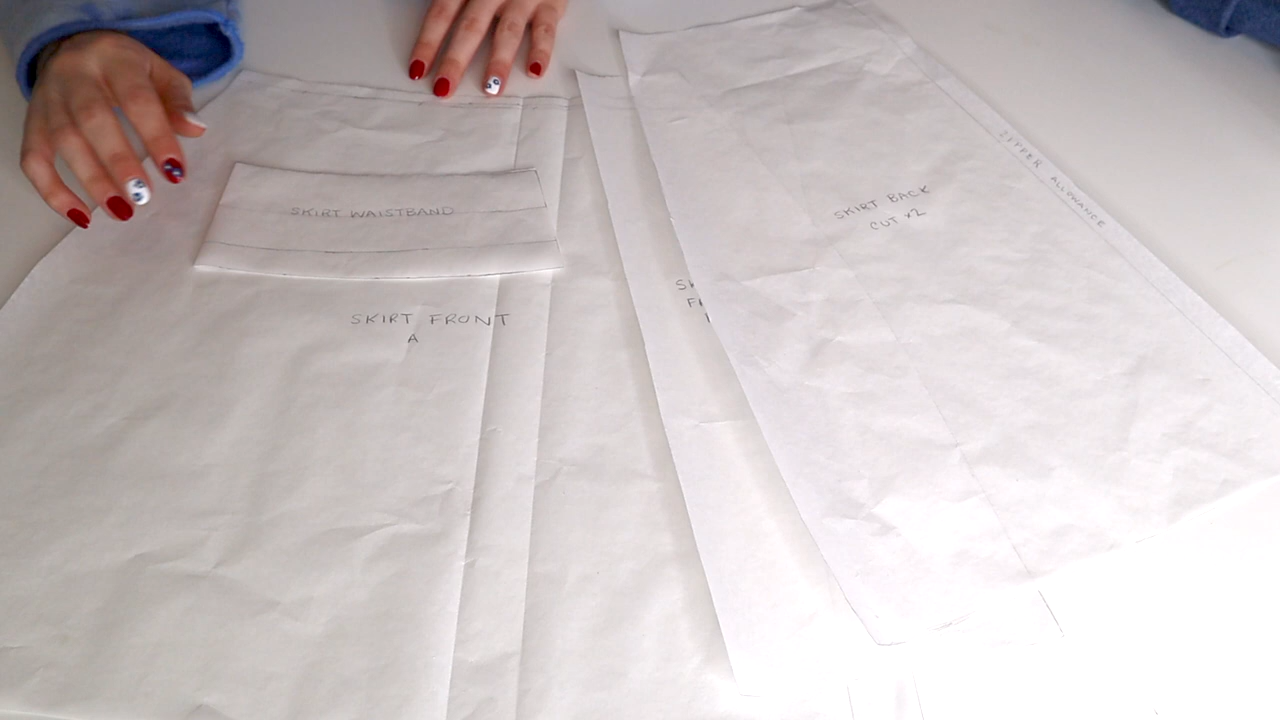 SKIRT WAISTBAND
SKIRT FRONT
A
SKIRT BACK
CUT x2
ZIPPER ALLOWANCE